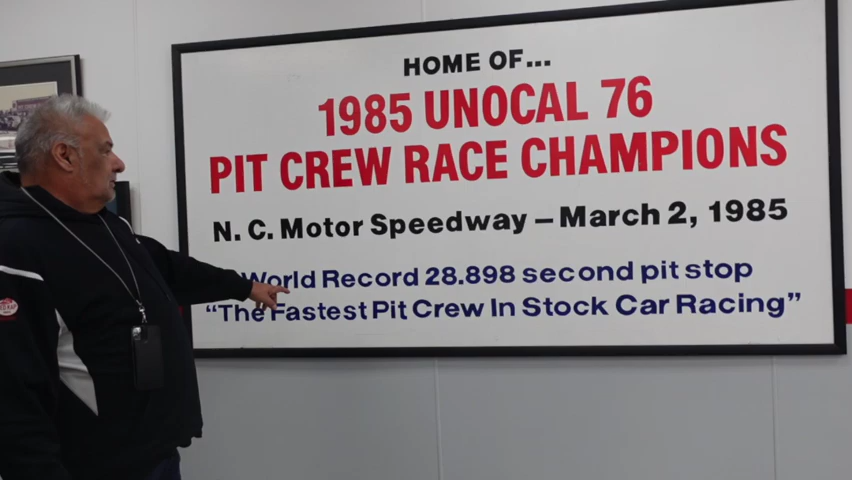 HOME OF...
1985 UNOCAL 76
PIT CREW RACE CHAMPIONS
N. C. Motor Speedway – March 2, 1985
World Record 28.898 second pit stop
“The Fastest Pit Crew In Stock Car Racing”